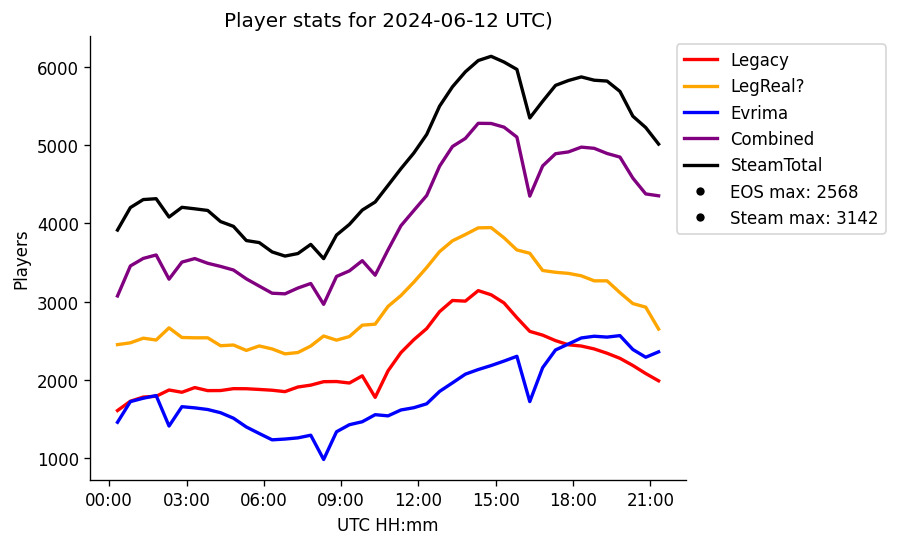 Player stats for 2024-06-12 UTC)
Legacy
LegReal?
Evrima
Combined
SteamTotal
EOS max: 2568
Steam max: 3142
Players
6000
5000
4000
3000
2000
1000
00:00 03:00 06:00 09:00 12:00 15:00 18:00 21:00
UTC HH:mm